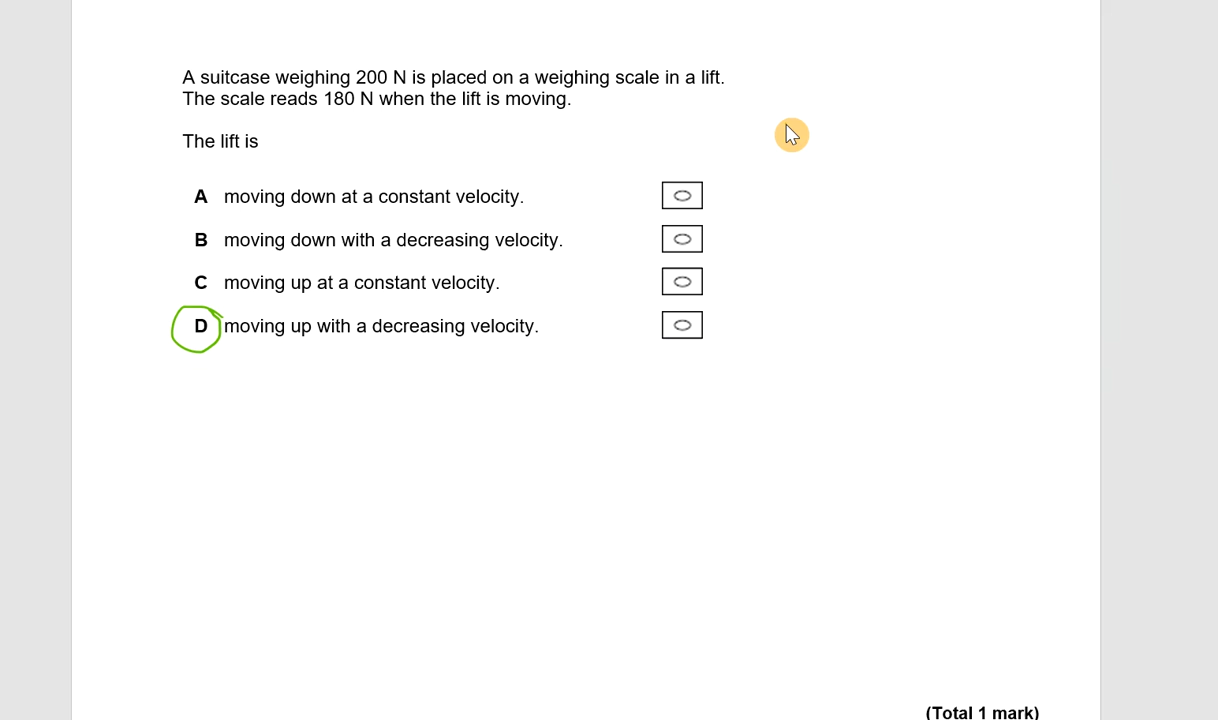 A suitcase weighing 200 N is placed on a weighing scale in a lift.
The scale reads 180 N when the lift is moving.
The lift is
A moving down at a constant velocity.
B moving down with a decreasing velocity.
C moving up at a constant velocity.
D moving up with a decreasing velocity.
(Total 1 mark)